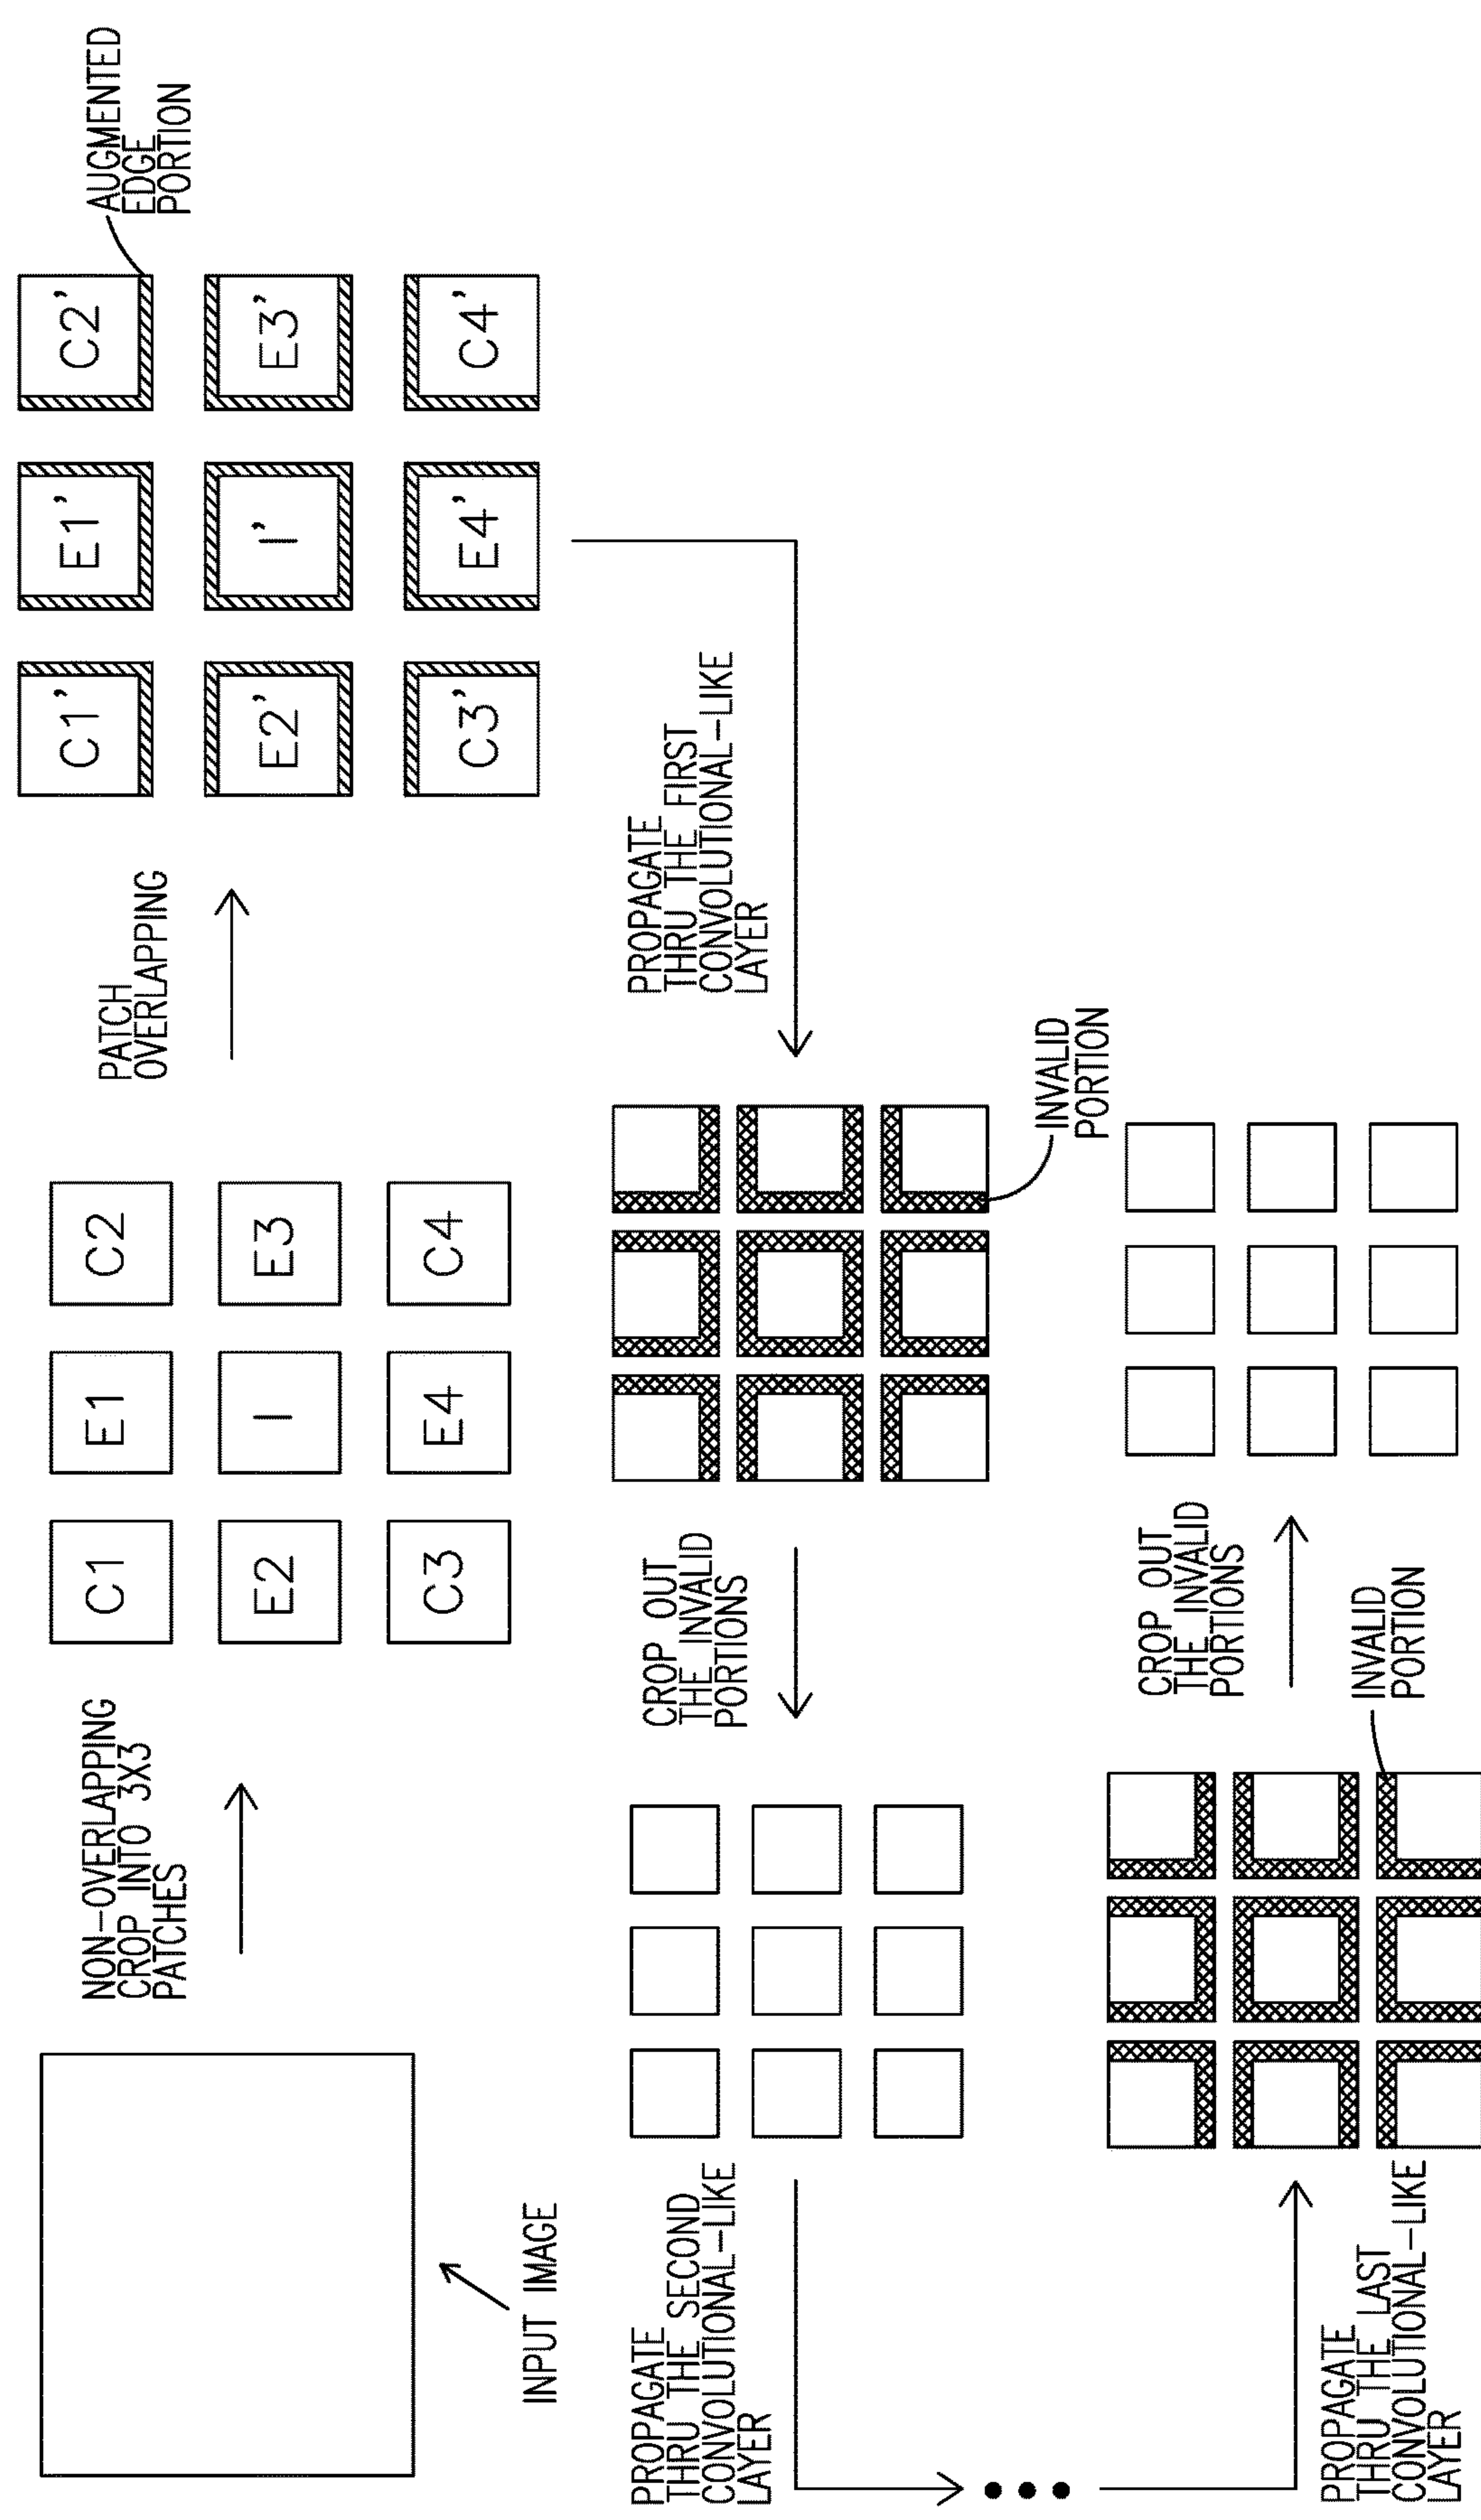 INPUT IMAGE
NON-OVERLAPPING
CROP INTO 3X3
PATCHES
C1 E1 C2
E2 I E3
C3 E4 C4
PATCH
OVERLAPPING
C1' E1' C2'
E2' I' E3'
C3' E4' C4'
AUGMENTED
EDGE
PORTION
PROPAGATE
THRU THE FIRST
CONVOLUTIONAL-LIKE
LAYER
INVALID
PORTION
CROP OUT
THE INVALID
PORTIONS
PROPAGATE
THRU THE SECOND
CONVOLUTIONAL-LIKE
LAYER
PROPAGATE
THRU THE LAST
CONVOLUTIONAL-LIKE
LAYER
INVALID
PORTION
CROP OUT
THE INVALID
PORTIONS